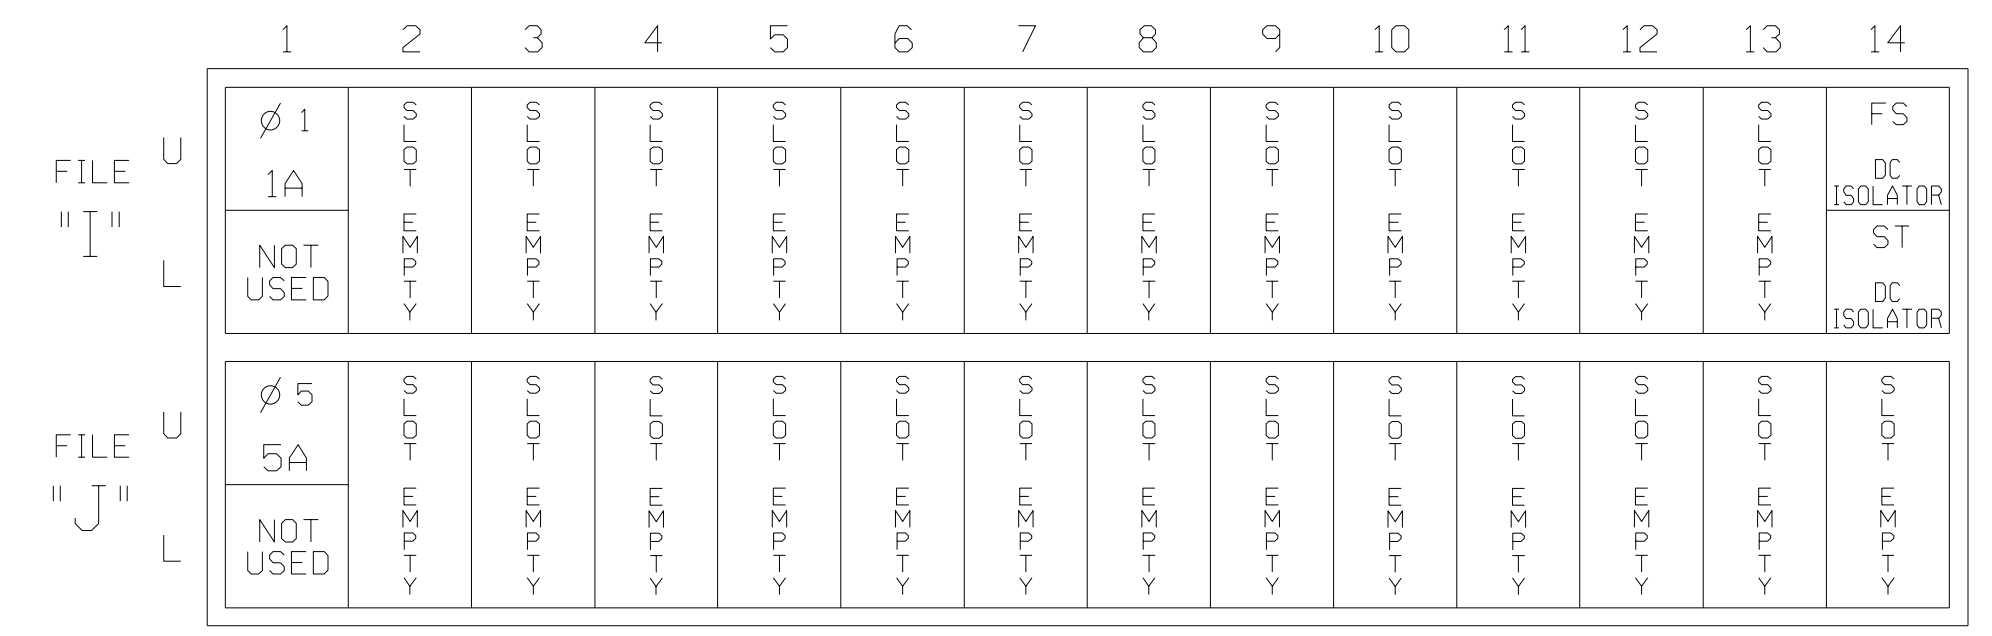 1 2 3 4 5 6 7 8 9 10 11 12 13 14
FILE
"I"
U
L
Ø 1
1A
NOT
USED
SLOT EMPTY
SLOT EMPTY
SLOT EMPTY
SLOT EMPTY
SLOT EMPTY
SLOT EMPTY
SLOT EMPTY
SLOT EMPTY
SLOT EMPTY
SLOT EMPTY
SLOT EMPTY
SLOT EMPTY
FS
DC
ISOLATOR
ST
DC
ISOLATOR
FILE
"J"
U
L
Ø 5
5A
NOT
USED
SLOT EMPTY
SLOT EMPTY
SLOT EMPTY
SLOT EMPTY
SLOT EMPTY
SLOT EMPTY
SLOT EMPTY
SLOT EMPTY
SLOT EMPTY
SLOT EMPTY
SLOT EMPTY
SLOT EMPTY
SLOT EMPTY